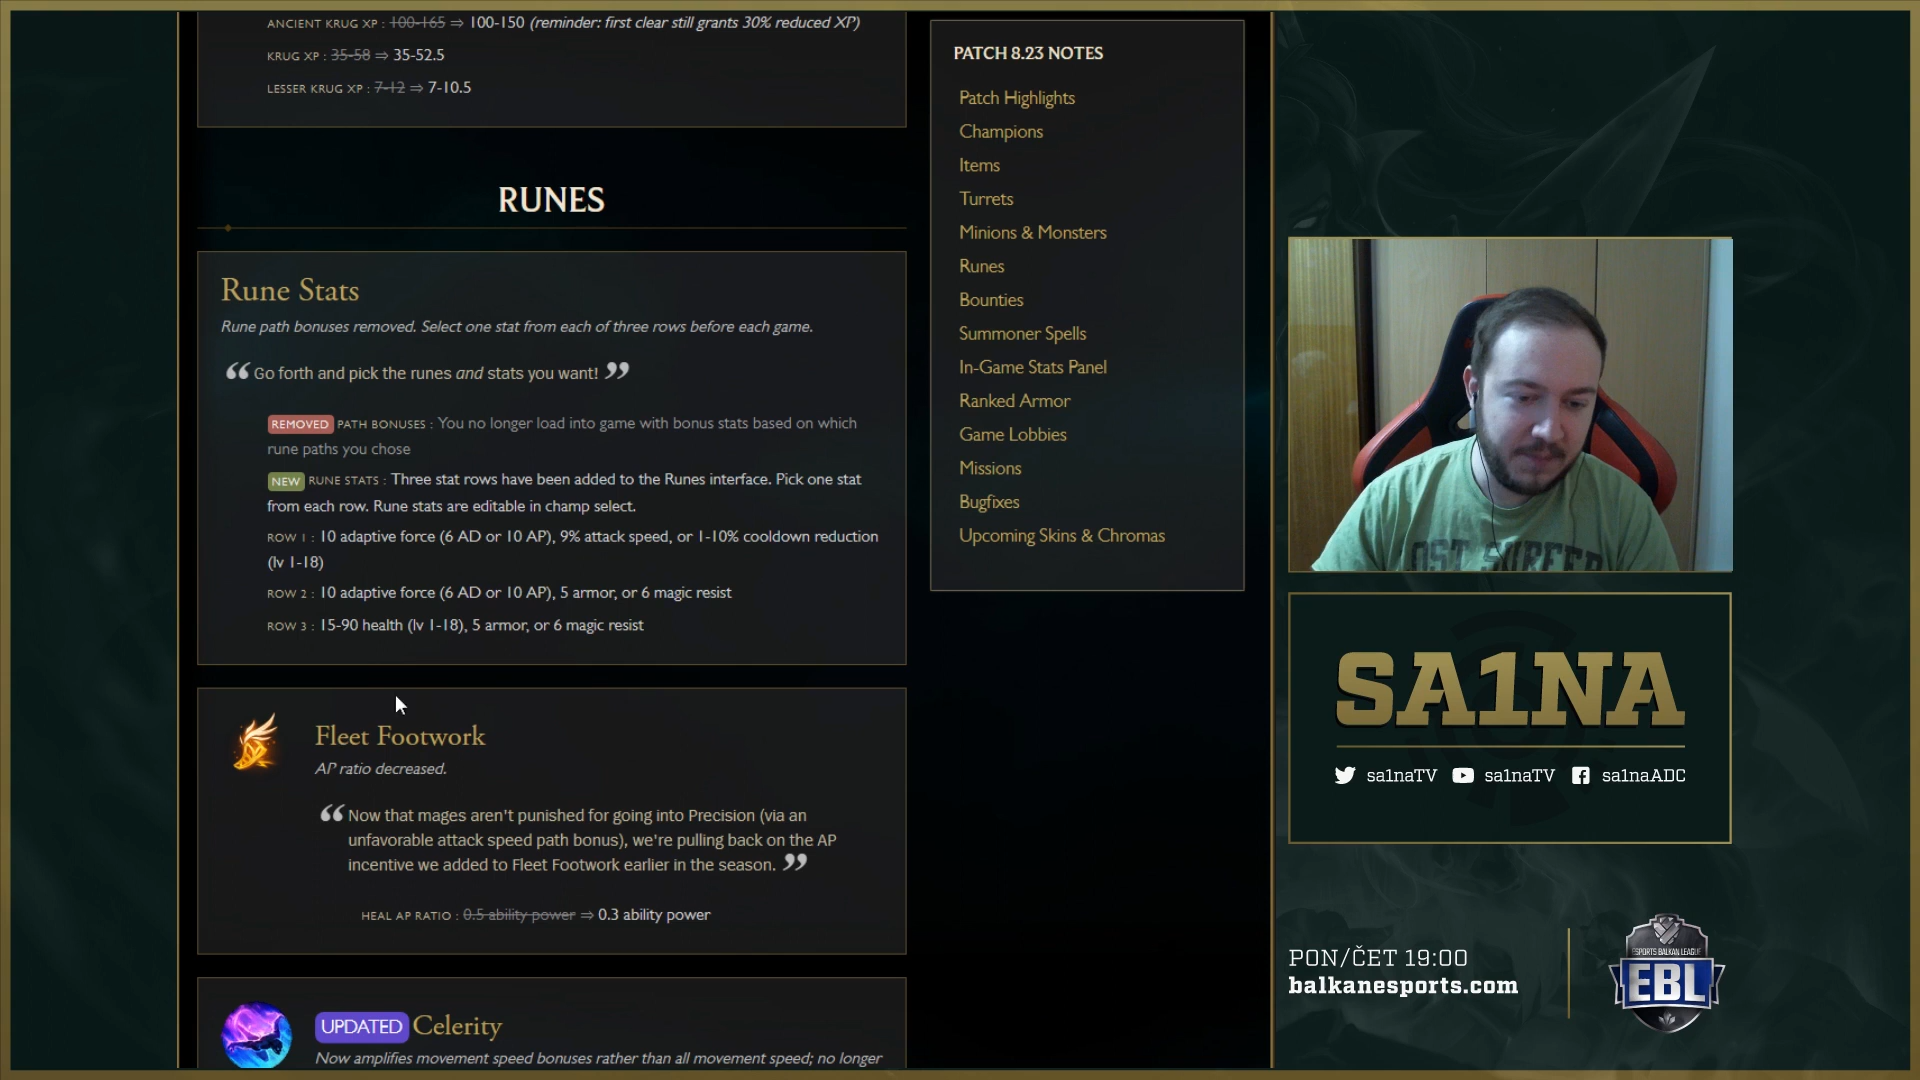 ANCIENT KRUG XP : 100-165 ⇒ 100-150 (reminder: first clear still grants 30% reduced XP)
KRUG XP : 35-58 ⇒ 35-52.5
LESSER KRUG XP : 7-12 ⇒ 7-10.5
RUNES
Rune Stats
Rune path bonuses removed. Select one stat from each of three rows before each game.
“ Go forth and pick the runes and stats you want! ”
REMOVED PATH BONUSES : You no longer load into game with bonus stats based on which
rune paths you chose
NEW RUNE STATS : Three stat rows have been added to the Runes interface. Pick one stat
from each row. Rune stats are editable in champ select.
ROW 1 : 10 adaptive force (6 AD or 10 AP), 9% attack speed, or 1-10% cooldown reduction
(lv 1-18)
ROW 2 : 10 adaptive force (6 AD or 10 AP), 5 armor, or 6 magic resist
ROW 3 : 15-90 health (lv 1-18), 5 armor, or 6 magic resist
Fleet Footwork
AP ratio decreased.
“ Now that mages aren't punished for going into Precision (via an
unfavorable attack speed path bonus), we're pulling back on the AP
incentive we added to Fleet Footwork earlier in the season. ”
HEAL AP RATIO : 0.5 ability power ⇒ 0.3 ability power
UPDATED Celerity
Now amplifies movement speed bonuses rather than all movement speed; no longer
PATCH 8.23 NOTES
Patch Highlights
Champions
Items
Turrets
Minions & Monsters
Runes
Bounties
Summoner Spells
In-Game Stats Panel
Ranked Armor
Game Lobbies
Missions
Bugfixes
Upcoming Skins & Chromas
OST SURFER
SA1NA
sa1naTV sa1naTV sa1naADC
PON/ČET 19:00
balkanesports.com
ESPORTS BALKAN LEAGUE
EBL